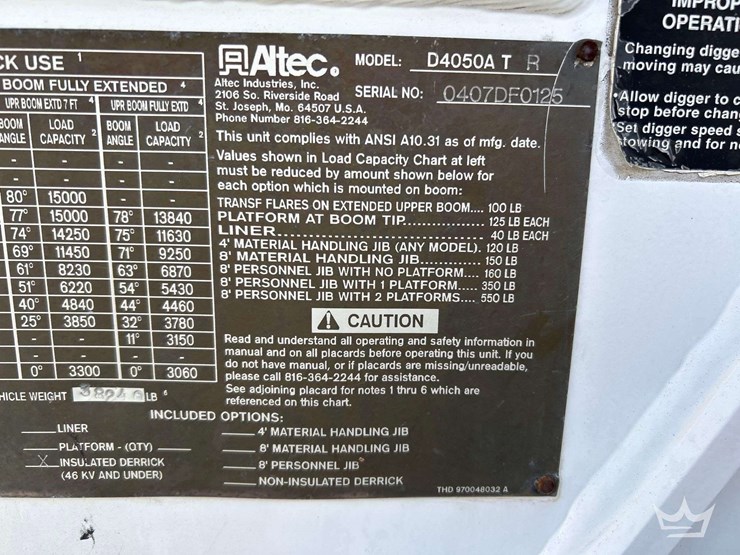 CK USE 1
BOOM FULLY EXTENDED 4
UPR BOOM EXTD 7 FT 4 UPR BOOM FULLY EXTD 4
BOOM ANGLE LOAD CAPACITY 2 BOOM ANGLE LOAD CAPACITY 2
- - - -
- - - -
80° 15000 - -
77° 15000 78° 13840
74° 14250 75° 11630
69° 11450 71° 9250
61° 8230 63° 6870
51° 6220 54° 5430
40° 4840 44° 4460
25° 3850 32° 3780
- - 11° 3150
- - - -
0° 3300 0° 3060
HICLE WEIGHT LB 6
Altec®
Altec Industries, Inc.
2106 So. Riverside Road
St. Joseph, Mo. 64507 U.S.A.
Phone Number 816-364-2244
MODEL: D4050A T R
SERIAL NO: 0407DF0125
This unit complies with ANSI A10.31 as of mfg. date.
Values shown in Load Capacity Chart at left
must be reduced by amount shown below for
each option which is mounted on boom:
TRANSF FLARES ON EXTENDED UPPER BOOM.... 100 LB
PLATFORM AT BOOM TIP................... 125 LB EACH
LINER................................... 40 LB EACH
4' MATERIAL HANDLING JIB (ANY MODEL). 120 LB
8' MATERIAL HANDLING JIB.............. 150 LB
8' PERSONNEL JIB WITH NO PLATFORM.... 160 LB
8' PERSONNEL JIB WITH 1 PLATFORM.... 350 LB
8' PERSONNEL JIB WITH 2 PLATFORMS.... 550 LB
CAUTION
Read and understand all operating and safety information in
manual and on all placards before operating this unit. If you
do not have manual, or if placards are missing/unreadable,
please call 816-364-2244 for assistance.
See adjoining placard for notes 1 thru 6 which are
referenced on this chart.
INCLUDED OPTIONS:
LINER
PLATFORM - (QTY)
X INSULATED DERRICK
(46 KV AND UNDER)
4' MATERIAL HANDLING JIB
8' MATERIAL HANDLING JIB
8' PERSONNEL JIB
NON-INSULATED DERRICK
THD 970048032 A
IMPROP
OPERATI
Changing digge
moving may cau
•Allow digger to c
stop before chan
Set digger speed s
towing and for n